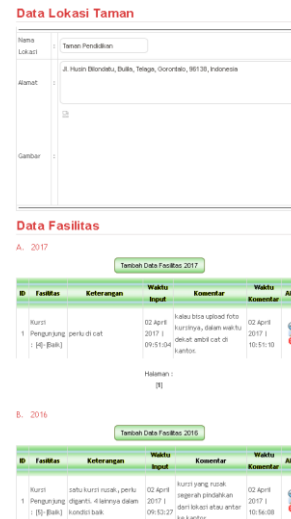 Data Lokasi Taman
Nama Lokasi : Taman Pendidikan
Alamat : Jl. Husin Bilondatu, Bulila, Telaga, Gorontalo, 96138, Indonesia
Gambar :
Data Fasilitas
A. 2017
Tambah Data Fasilitas 2017
ID Fasilitas Keterangan Waktu Input Komentar Waktu Komentar
1 Kursi Pengunjung : [4]-[Baik] perlu di cat 02 April 2017 | 09:51:04 kalau bisa upload foto kursinya, dalam waktu dekat ambil cat di kantor. 02 April 2017 | 10:51:10
Halaman :
[1]
B. 2016
Tambah Data Fasilitas 2016
ID Fasilitas Keterangan Waktu Input Komentar Waktu Komentar
1 Kursi Pengunjung : [5]-[Baik] satu kursi rusak, perlu diganti. 4 lainnya dalam kondisi baik 02 April 2017 | 09:53:27 kursi yang rusak segerah pindahkan dari lokasi atau antar ke kantor 02 April 2017 | 10:56:08